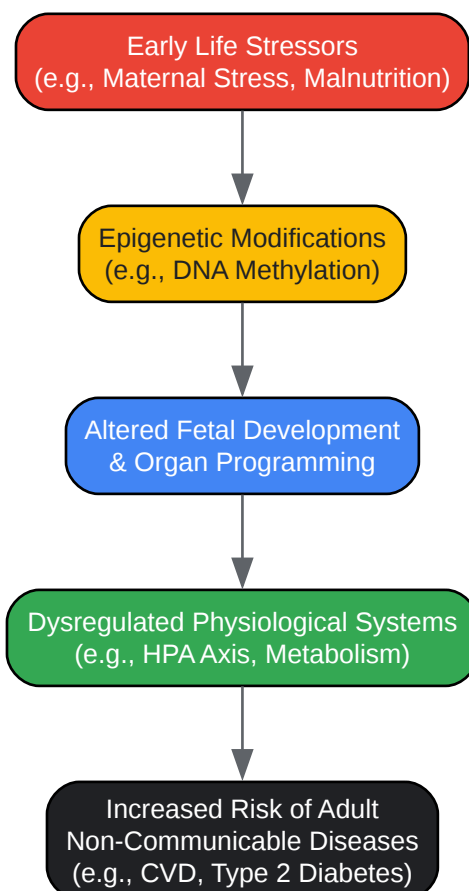 Early Life Stressors
(e.g., Maternal Stress, Malnutrition)
Epigenetic Modifications
(e.g., DNA Methylation)
Altered Fetal Development
& Organ Programming
Dysregulated Physiological Systems
(e.g., HPA Axis, Metabolism)
Increased Risk of Adult
Non-Communicable Diseases
(e.g., CVD, Type 2 Diabetes)